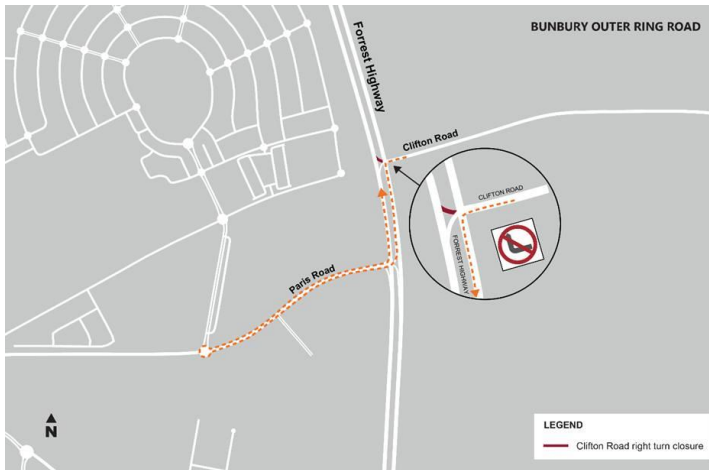 BUNBURY OUTER RING ROAD
Forrest Highway
Clifton Road
CLIFTON ROAD
FORREST HIGHWAY
Paris Road
N
LEGEND
Clifton Road right turn closure